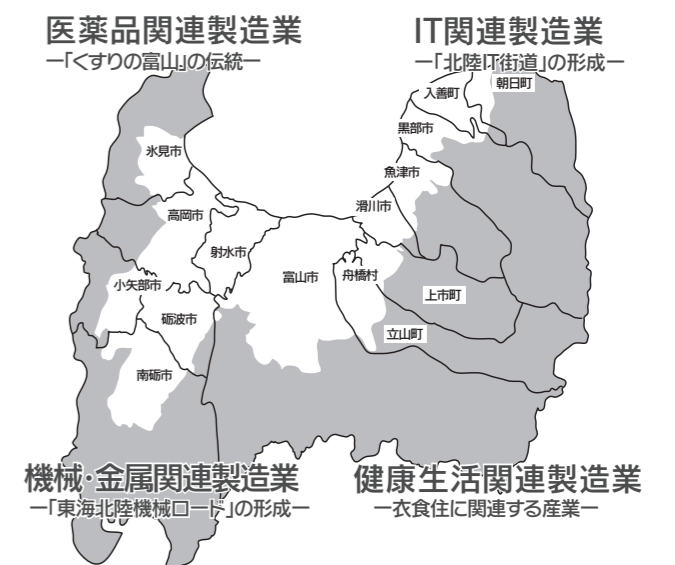 医薬品関連製造業
ー「くすりの富山」の伝統ー
IT関連製造業
ー「北陸IT街道」の形成ー
朝日町
入善町
黒部市
氷見市
魚津市
滑川市
高岡市
射水市
富山市
舟橋村
小矢部市
上市町
砺波市
立山町
南砺市
機械・金属関連製造業
ー「東海北陸機械ロード」の形成ー
健康生活関連製造業
ー衣食住に関連する産業ー